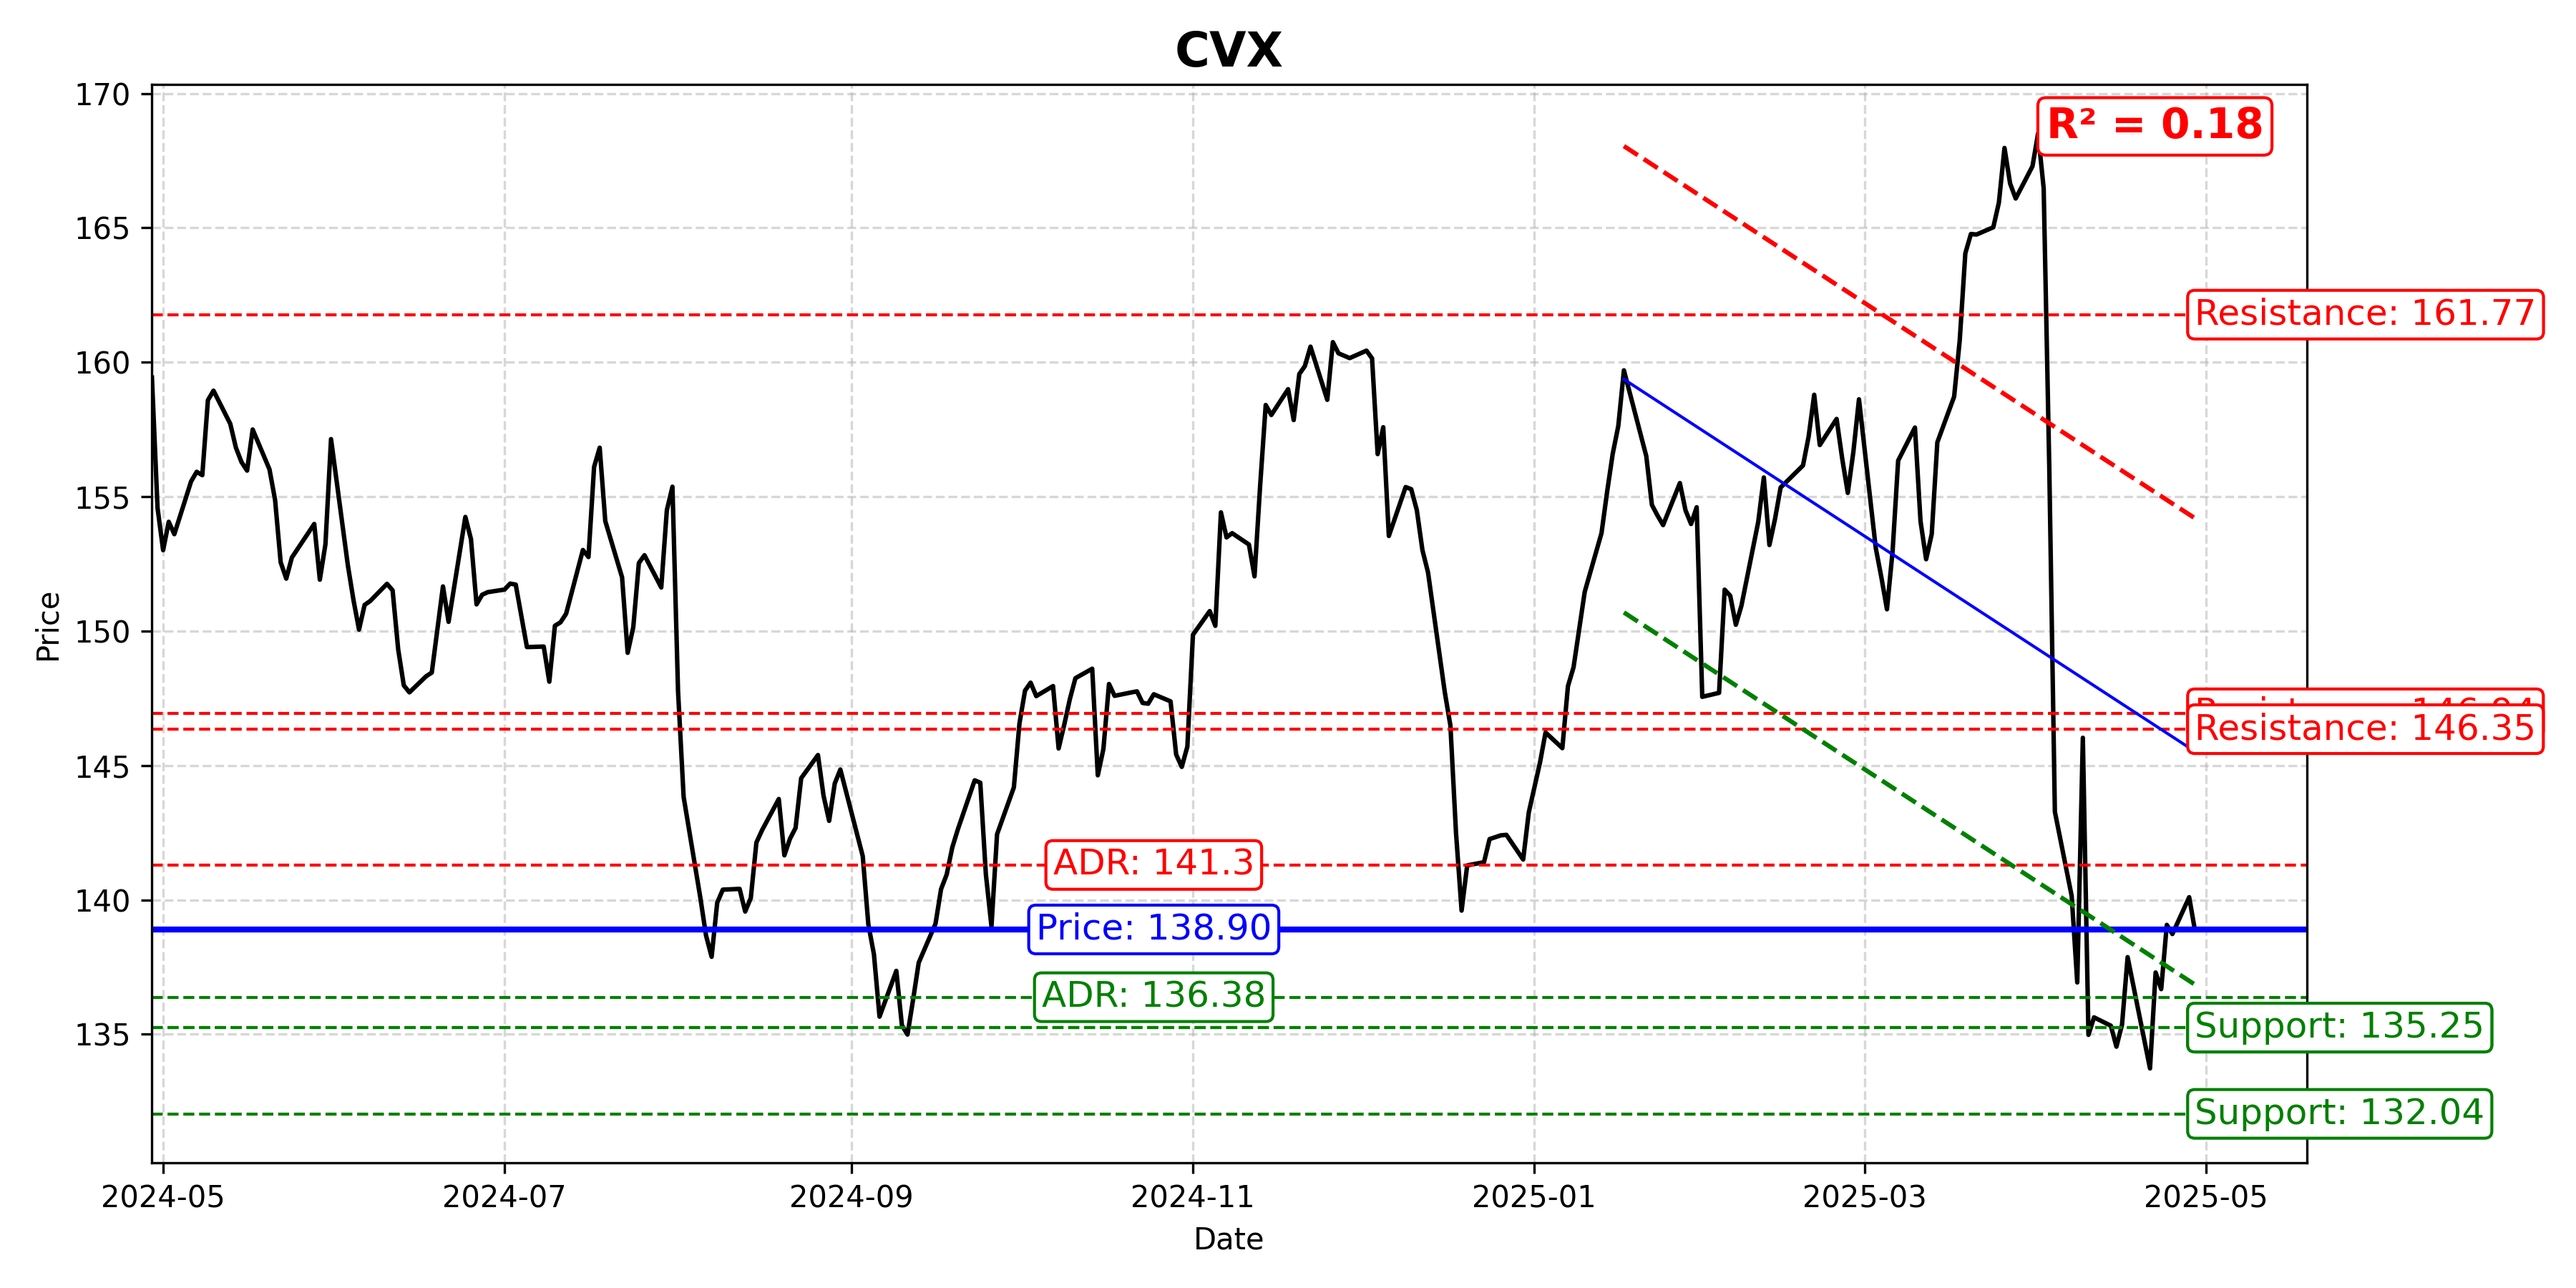 CVX
170
165
160
155
150
145
140
135
Price
R² = 0.18
Resistance: 161.77
Resistance: 146.35
ADR: 141.3
Price: 138.90
ADR: 136.38
Support: 135.25
Support: 132.04
2024-05
2024-07
2024-09
2024-11
2025-01
2025-03
2025-05
Date